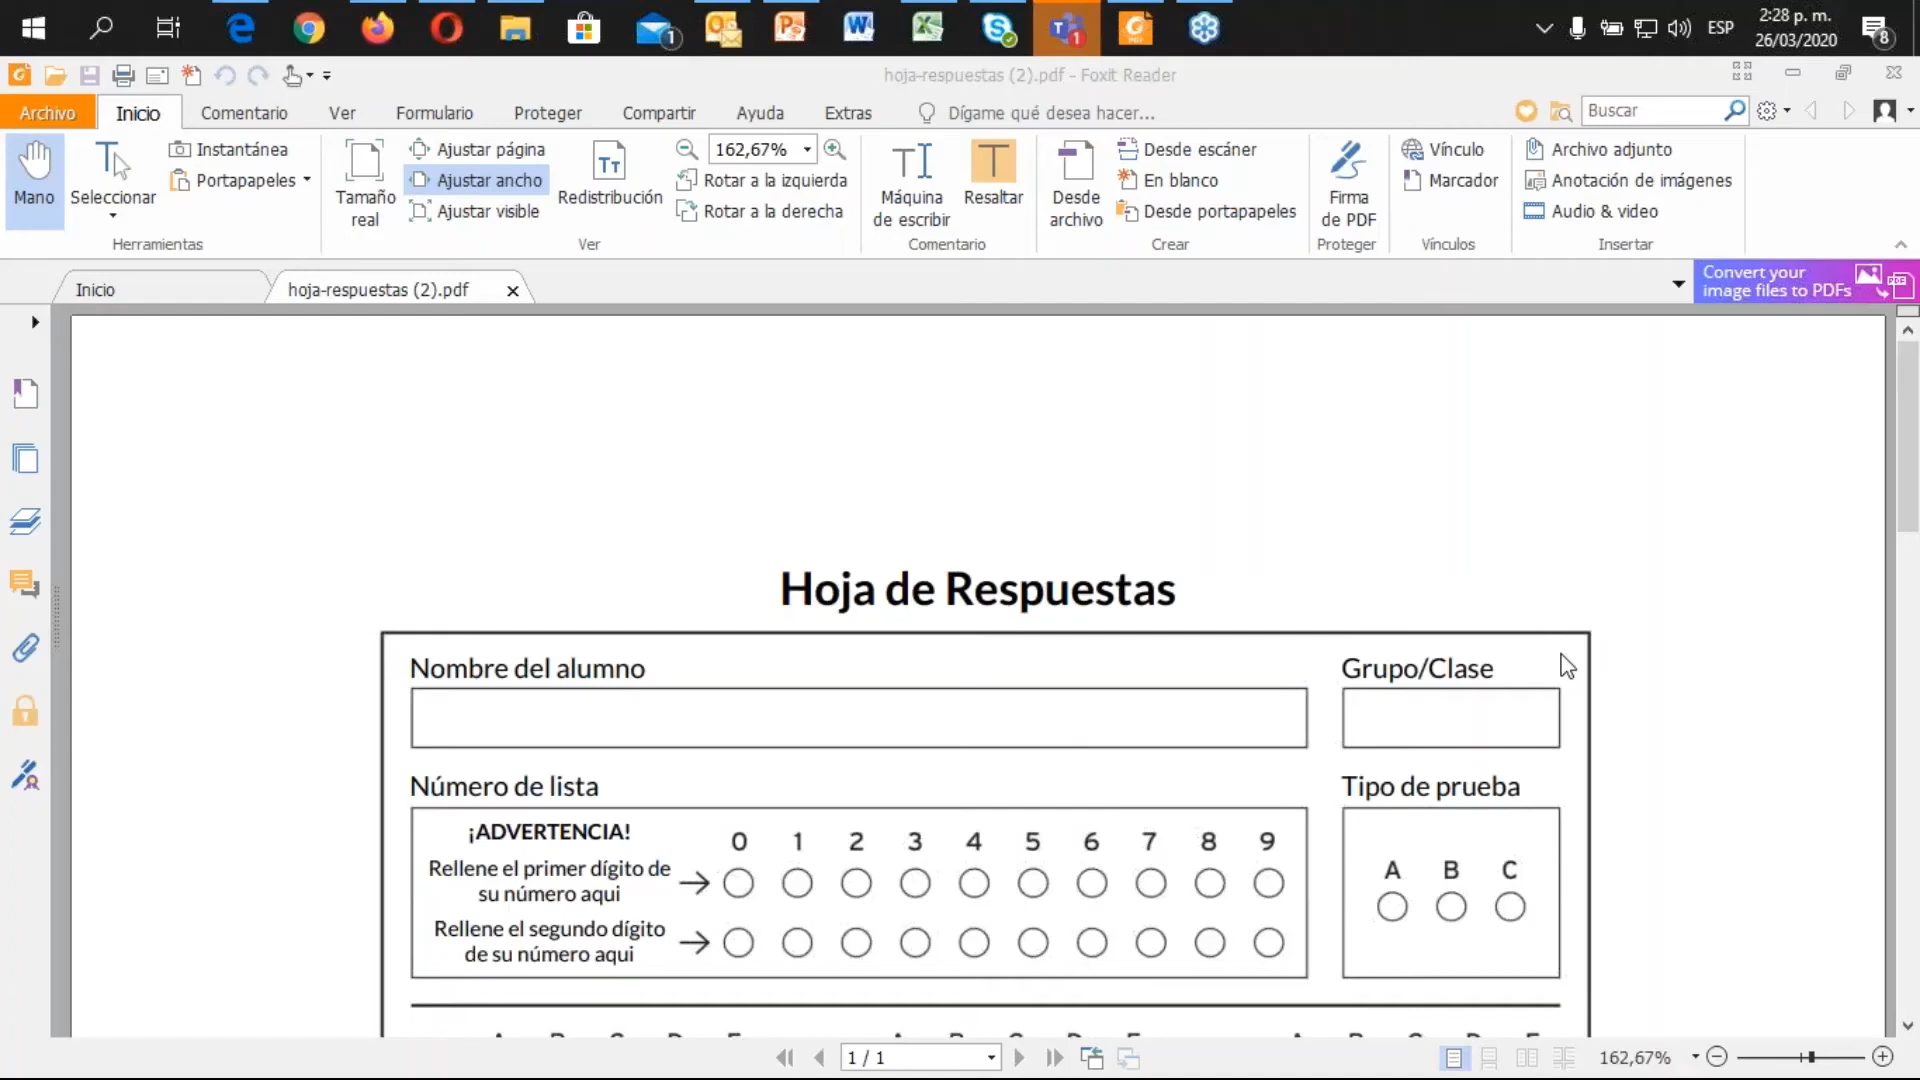 2:28 p. m.
ESP
26/03/2020
8
1
1
hoja-respuestas (2).pdf - Foxit Reader
Archivo Inicio Comentario Ver Formulario Proteger Compartir Ayuda Extras Dígame qué desea hacer... Buscar
Mano
Seleccionar
Instantánea
Portapapeles
Herramientas
Tamaño real
Ajustar página
Ajustar ancho
Ajustar visible
Redistribución
162,67%
Rotar a la izquierda
Rotar a la derecha
Ver
Máquina de escribir
Resaltar
Comentario
Desde archivo
Desde escáner
En blanco
Desde portapapeles
Crear
Firma de PDF
Proteger
Vínculo
Marcador
Vínculos
Archivo adjunto
Anotación de imágenes
Audio & video
Insertar
Inicio
hoja-respuestas (2).pdf
Convert your
image files to PDFs
Hoja de Respuestas
Nombre del alumno
Grupo/Clase
Número de lista
Tipo de prueba
¡ADVERTENCIA!
0 1 2 3 4 5 6 7 8 9
Rellene el primer dígito de
su número aqui
Rellene el segundo dígito
de su número aqui
A B C
1 / 1
162,67%